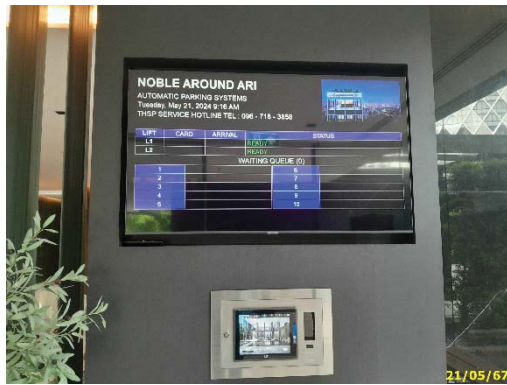 NOBLE AROUND ARI
AUTOMATIC PARKING SYSTEMS
Tuesday, May 21, 2024 9:16 AM
THSP SERVICE HOTLINE TEL : 096 - 718 - 3858
LIFT CARD ARRIVAL STATUS
L1 READY
L2 READY
WAITING QUEUE (0)
1 6
2 7
3 8
4 9
5 10
21/05/67